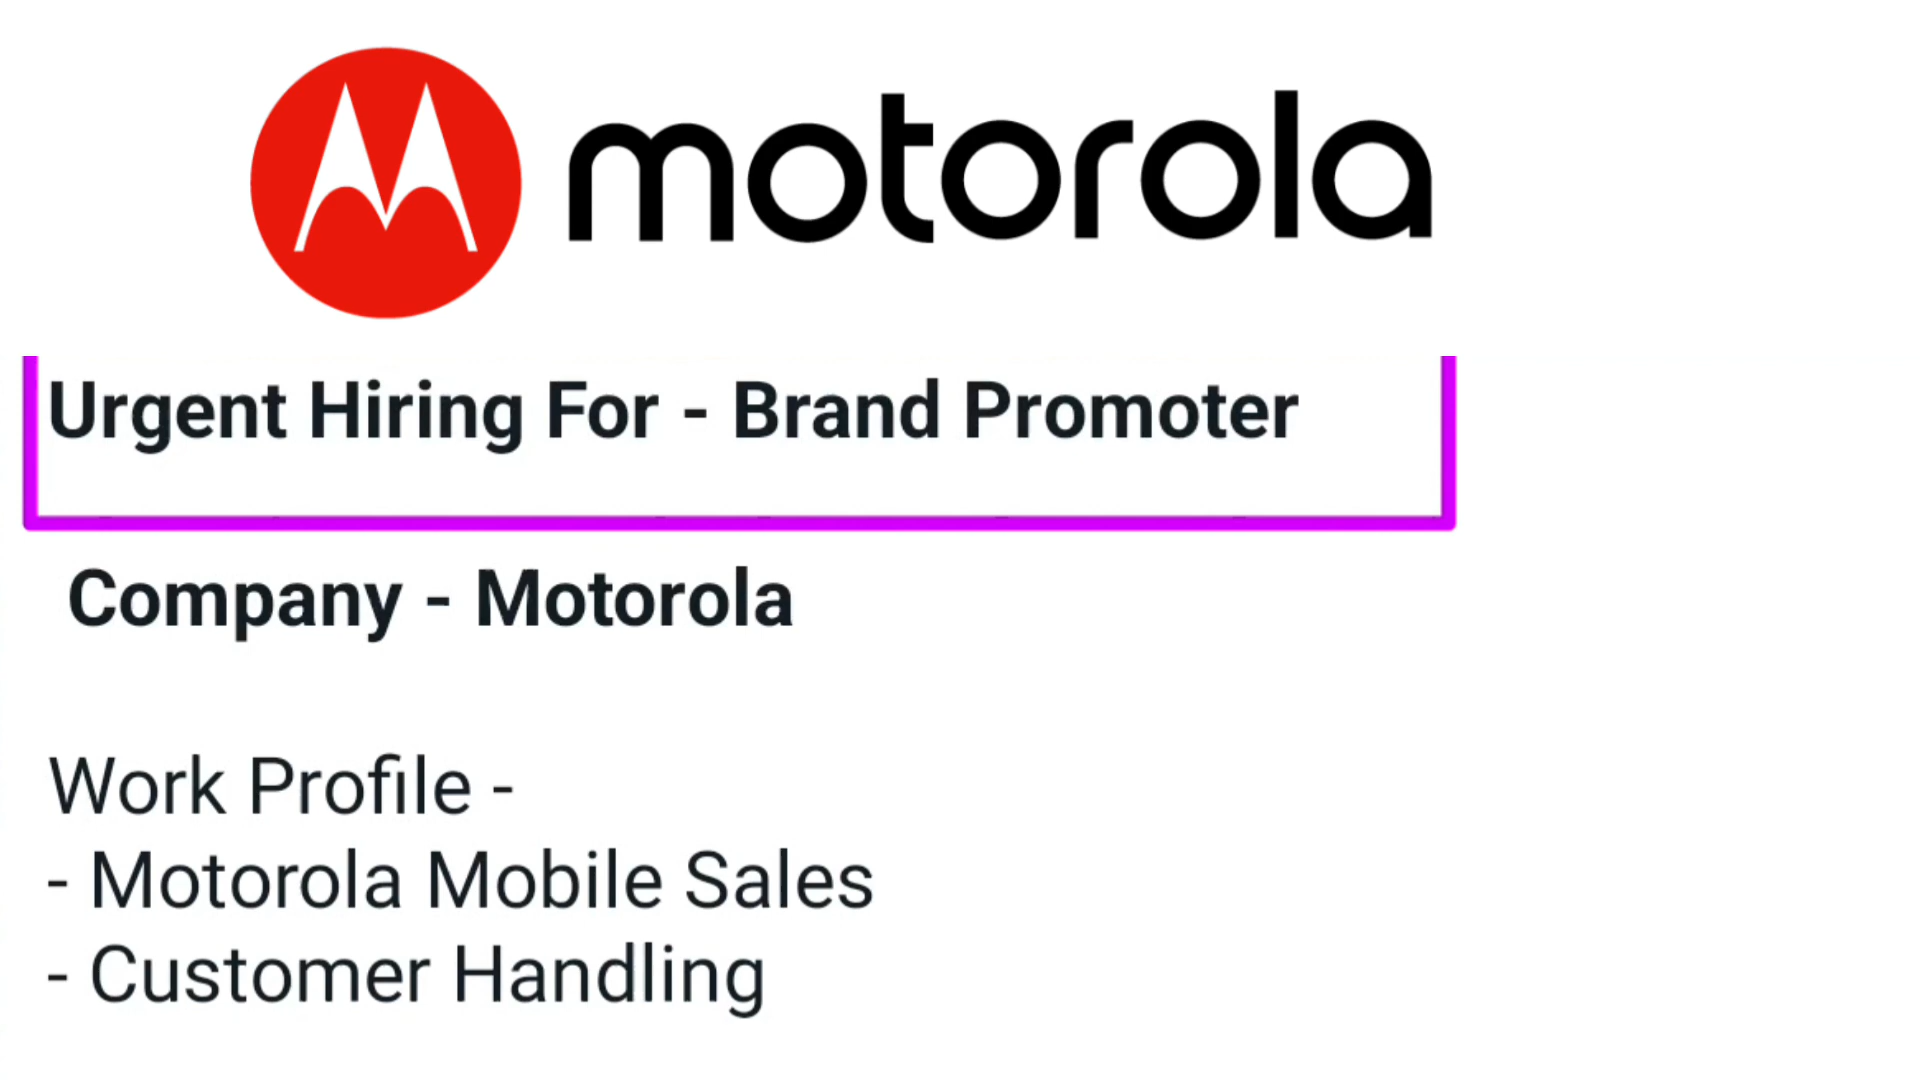 motorola
Urgent Hiring For - Brand Promoter
Company - Motorola
Work Profile -
- Motorola Mobile Sales
- Customer Handling